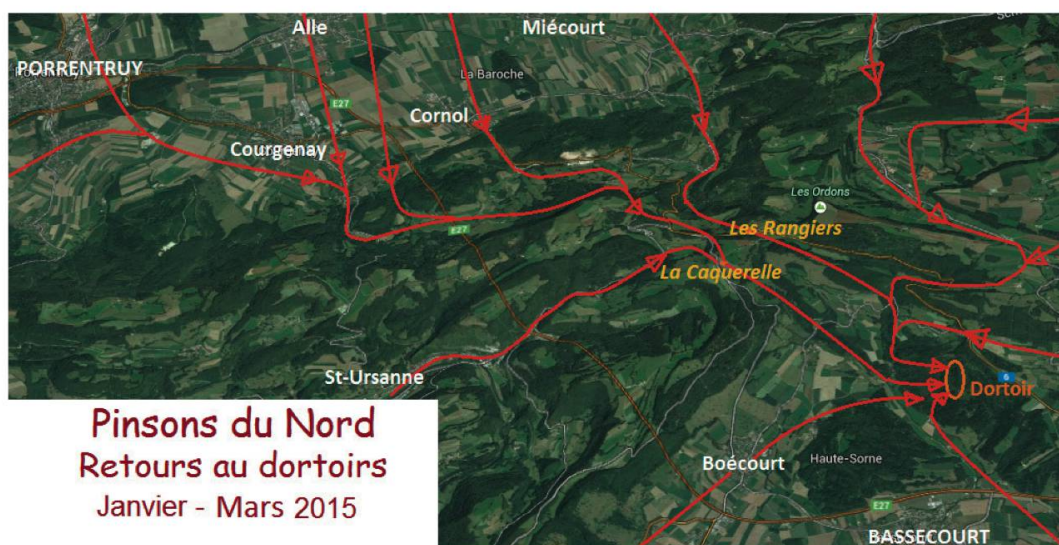 Alle
Miécourt
PORRENTRUY
La Baroche
E27
Cornol
Courgenay
Les Ordons
E27
Les Rangiers
La Caquerelle
St-Ursanne
6
Dortoir
Pinsons du Nord
Retours au dortoirs
Janvier - Mars 2015
Boécourt
Haute-Sorne
E27
BASSECOURT